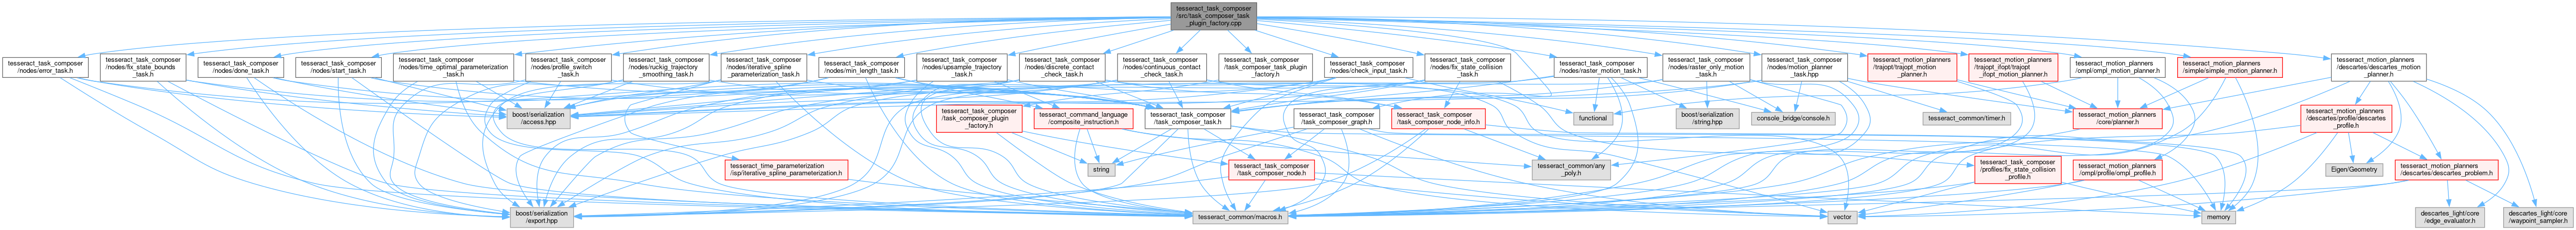 tesseract_task_composer
/src/task_composer_task
_plugin_factory.cpp
tesseract_task_composer
/nodes/error_task.h
tesseract_task_composer
/nodes/fix_state_bounds
_task.h
tesseract_task_composer
/nodes/done_task.h
tesseract_task_composer
/nodes/start_task.h
tesseract_task_composer
/nodes/time_optimal_parameterization
_task.h
tesseract_task_composer
/nodes/profile_switch
_task.h
tesseract_task_composer
/nodes/ruckig_trajectory
_smoothing_task.h
tesseract_task_composer
/nodes/iterative_spline
_parameterization_task.h
tesseract_task_composer
/nodes/min_length_task.h
tesseract_task_composer
/nodes/upsample_trajectory
_task.h
tesseract_task_composer
/nodes/discrete_contact
_check_task.h
tesseract_task_composer
/nodes/continuous_contact
_check_task.h
tesseract_task_composer
/task_composer_task_plugin
_factory.h
tesseract_task_composer
/nodes/check_input_task.h
tesseract_task_composer
/nodes/fix_state_collision
_task.h
tesseract_task_composer
/nodes/raster_motion_task.h
tesseract_task_composer
/nodes/raster_only_motion
_task.h
tesseract_task_composer
/nodes/motion_planner
_task.hpp
tesseract_motion_planners
/trajopt/trajopt_motion
_planner.h
tesseract_motion_planners
/trajopt_ifopt/trajopt
_ifopt_motion_planner.h
tesseract_motion_planners
/ompl/ompl_motion_planner.h
tesseract_motion_planners
/simple/simple_motion_planner.h
tesseract_motion_planners
/descartes/descartes_motion
_planner.h
boost/serialization
/access.hpp
tesseract_task_composer
/task_composer_plugin
_factory.h
tesseract_command_language
/composite_instruction.h
tesseract_task_composer
/task_composer_task.h
tesseract_task_composer
/task_composer_graph.h
tesseract_task_composer
/task_composer_node_info.h
functional
boost/serialization
/string.hpp
console_bridge/console.h
tesseract_common/timer.h
tesseract_motion_planners
/core/planner.h
tesseract_motion_planners
/descartes/profile/descartes
_profile.h
tesseract_time_parameterization
/isp/iterative_spline_parameterization.h
string
tesseract_task_composer
/task_composer_node.h
tesseract_common/any
_poly.h
tesseract_task_composer
/profiles/fix_state_collision
_profile.h
tesseract_motion_planners
/ompl/profile/ompl_profile.h
Eigen/Geometry
tesseract_motion_planners
/descartes/descartes_problem.h
boost/serialization
/export.hpp
tesseract_common/macros.h
vector
memory
descartes_light/core
/edge_evaluator.h
descartes_light/core
/waypoint_sampler.h